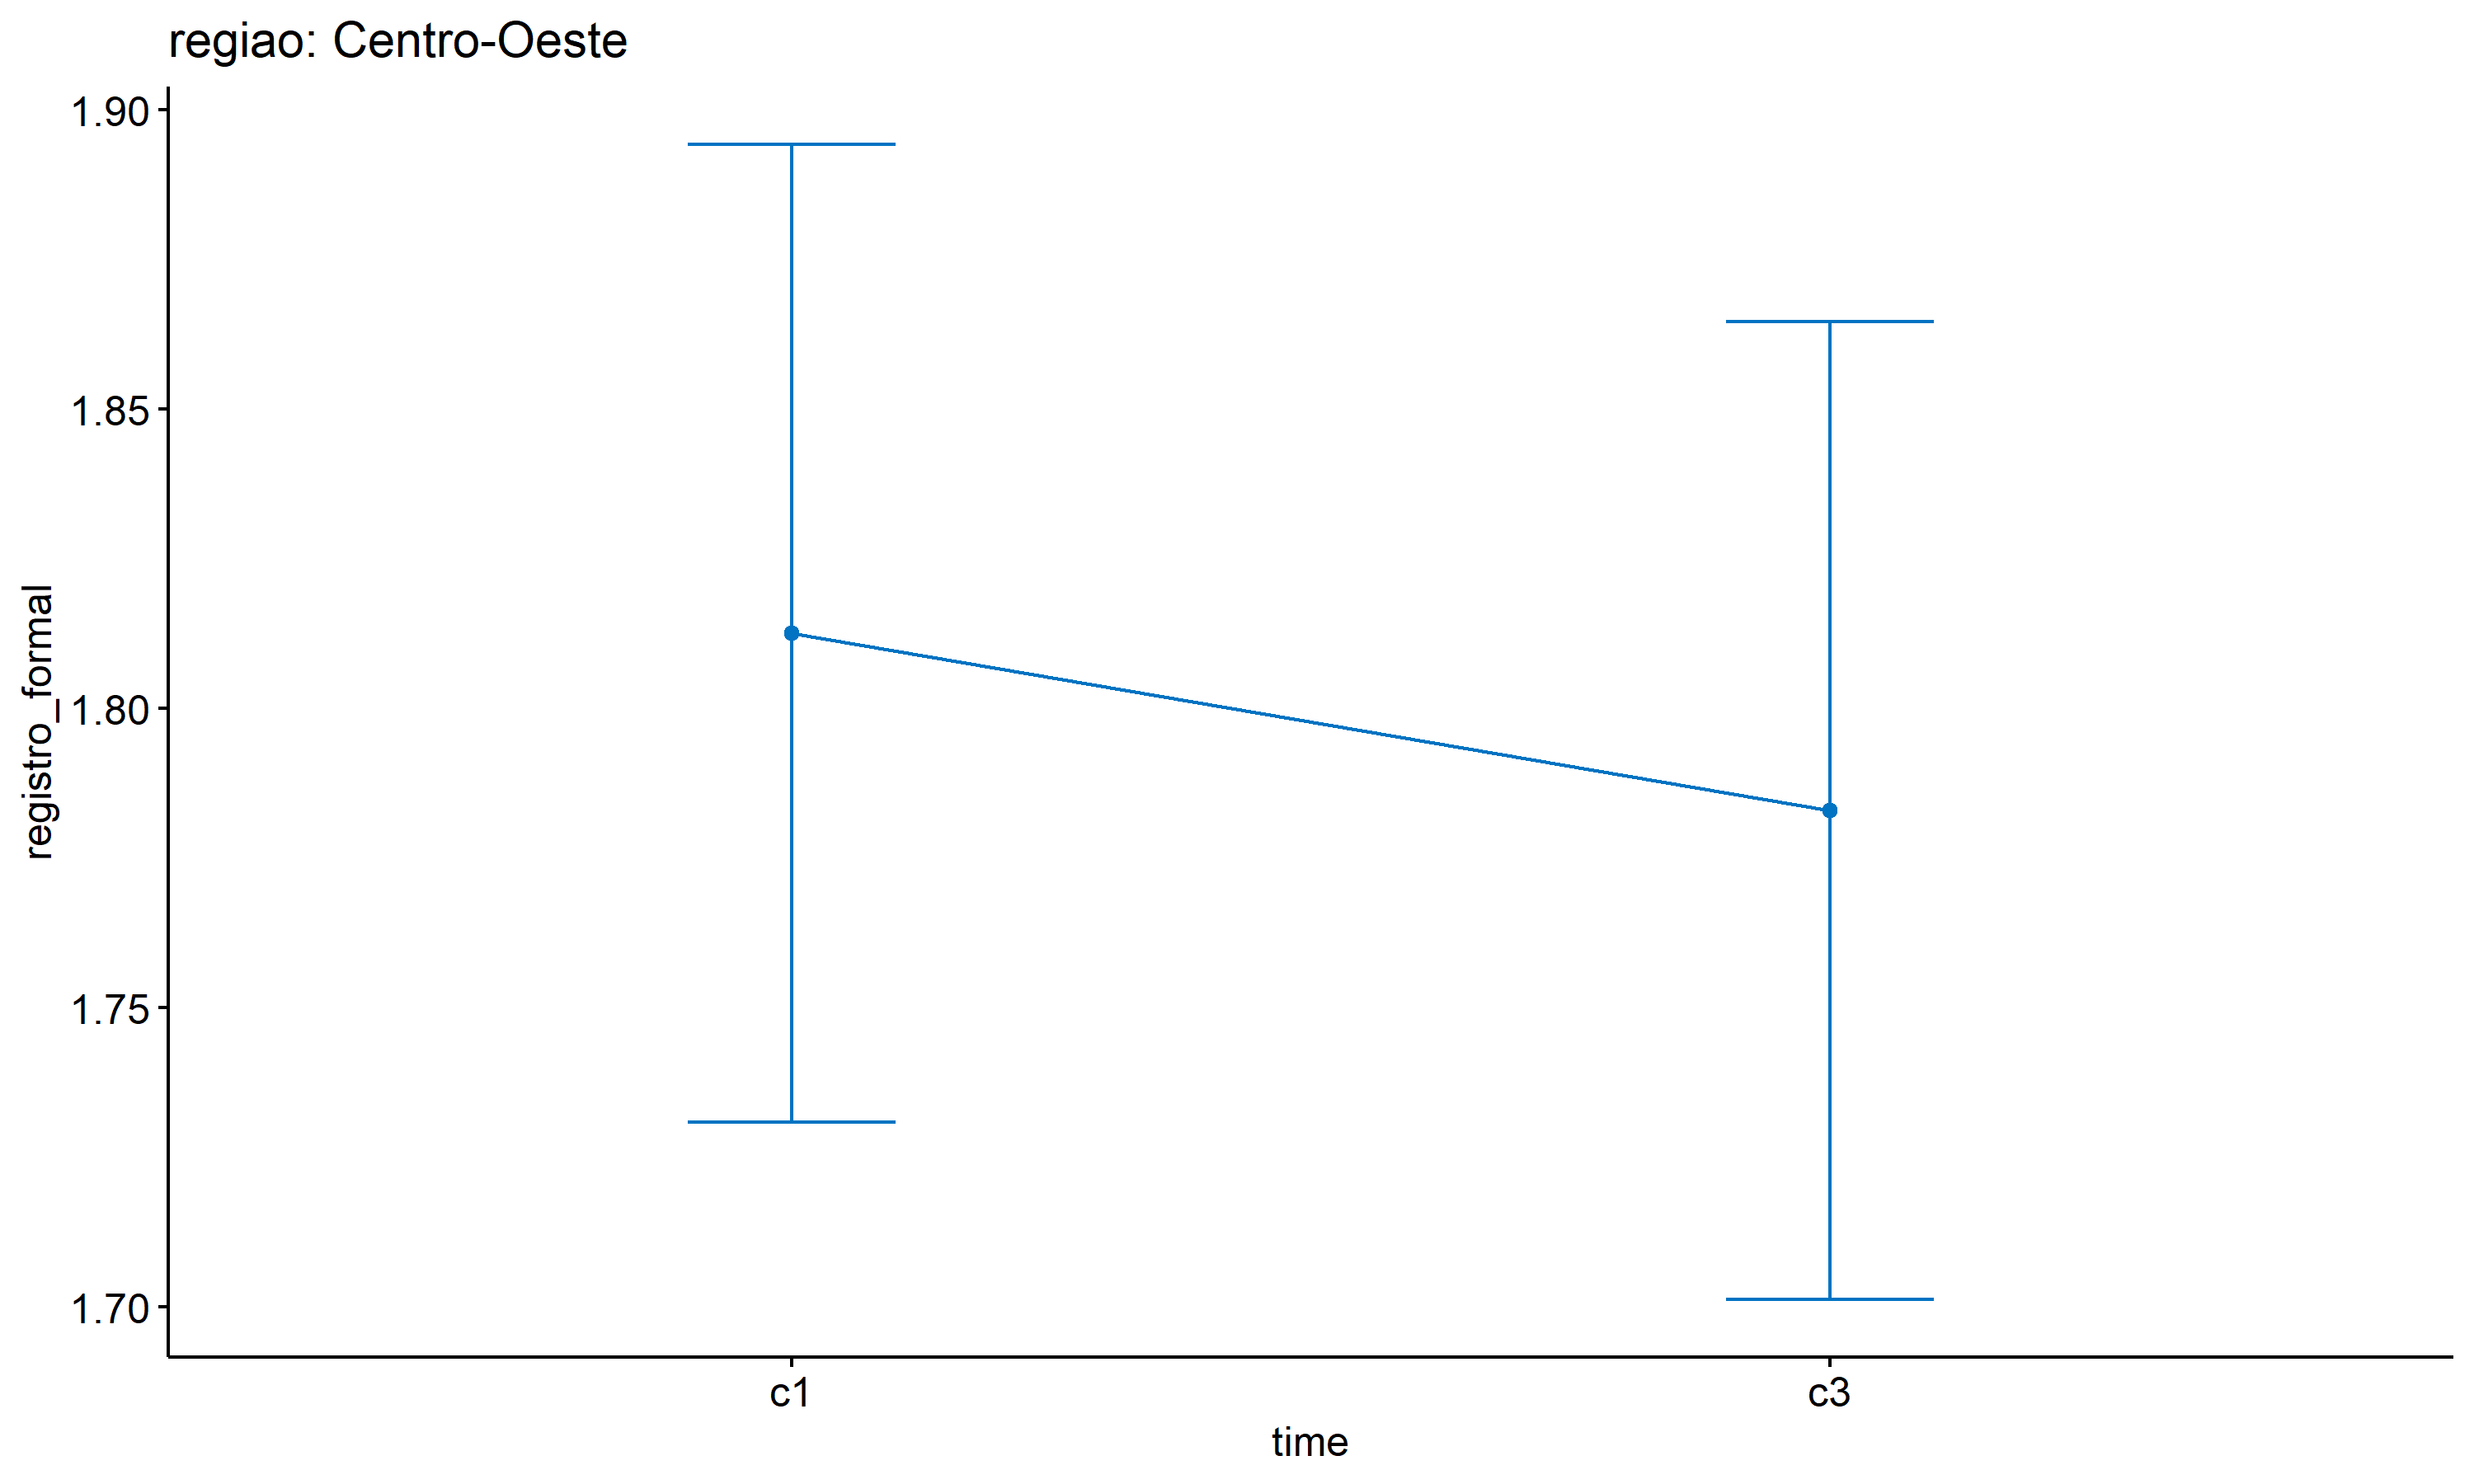 regiao: Centro-Oeste
registro_formal
1.90
1.85
1.80
1.75
1.70
c1
c3
time